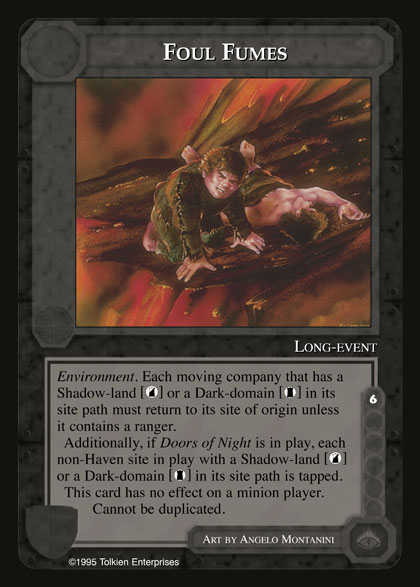 Foul Fumes
Long-event
Environment. Each moving company that has a
Shadow-land [] or a Dark-domain [] in its
site path must return to its site of origin unless
it contains a ranger.
Additionally, if Doors of Night is in play, each
non-Haven site in play with a Shadow-land []
or a Dark-domain [] in its site path is tapped.
This card has no effect on a minion player.
Cannot be duplicated.
6
Art by Angelo Montanini
©1995 Tolkien Enterprises